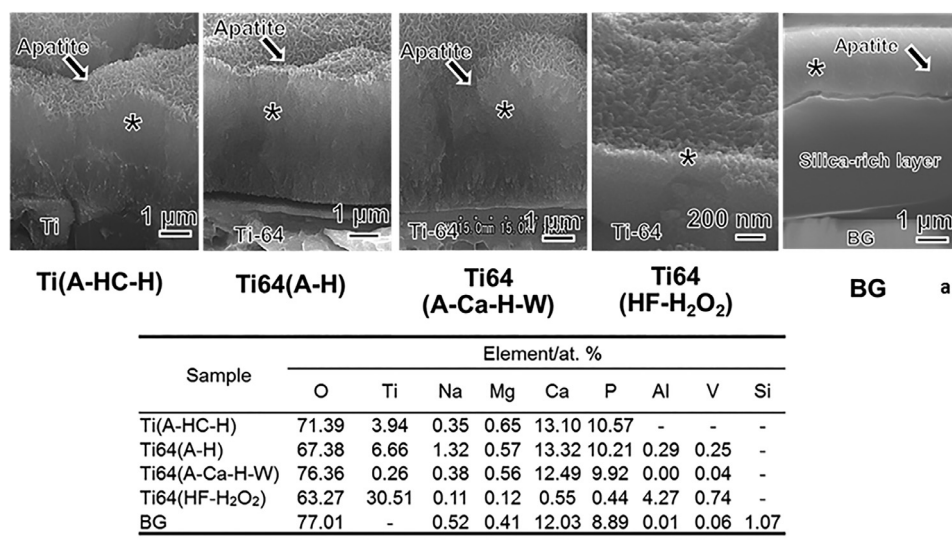 Apatite
*
Ti
1 μm
Apatite
*
Ti-64
1 μm
Apatite
*
Ti-64
15.0mm 15.0kV
1 μm
*
Ti-64
200 nm
Apatite
*
Silica-rich layer
BG
1 μm
Ti(A-HC-H)
Ti64(A-H)
Ti64
(A-Ca-H-W)
Ti64
(HF-H₂O₂)
BG
a
Element/at. %
Sample
O Ti Na Mg Ca P Al V Si
Ti(A-HC-H) 71.39 3.94 0.35 0.65 13.10 10.57 - - -
Ti64(A-H) 67.38 6.66 1.32 0.57 13.32 10.21 0.29 0.25 -
Ti64(A-Ca-H-W) 76.36 0.26 0.38 0.56 12.49 9.92 0.00 0.04 -
Ti64(HF-H₂O₂) 63.27 30.51 0.11 0.12 0.55 0.44 4.27 0.74 -
BG 77.01 - 0.52 0.41 12.03 8.89 0.01 0.06 1.07